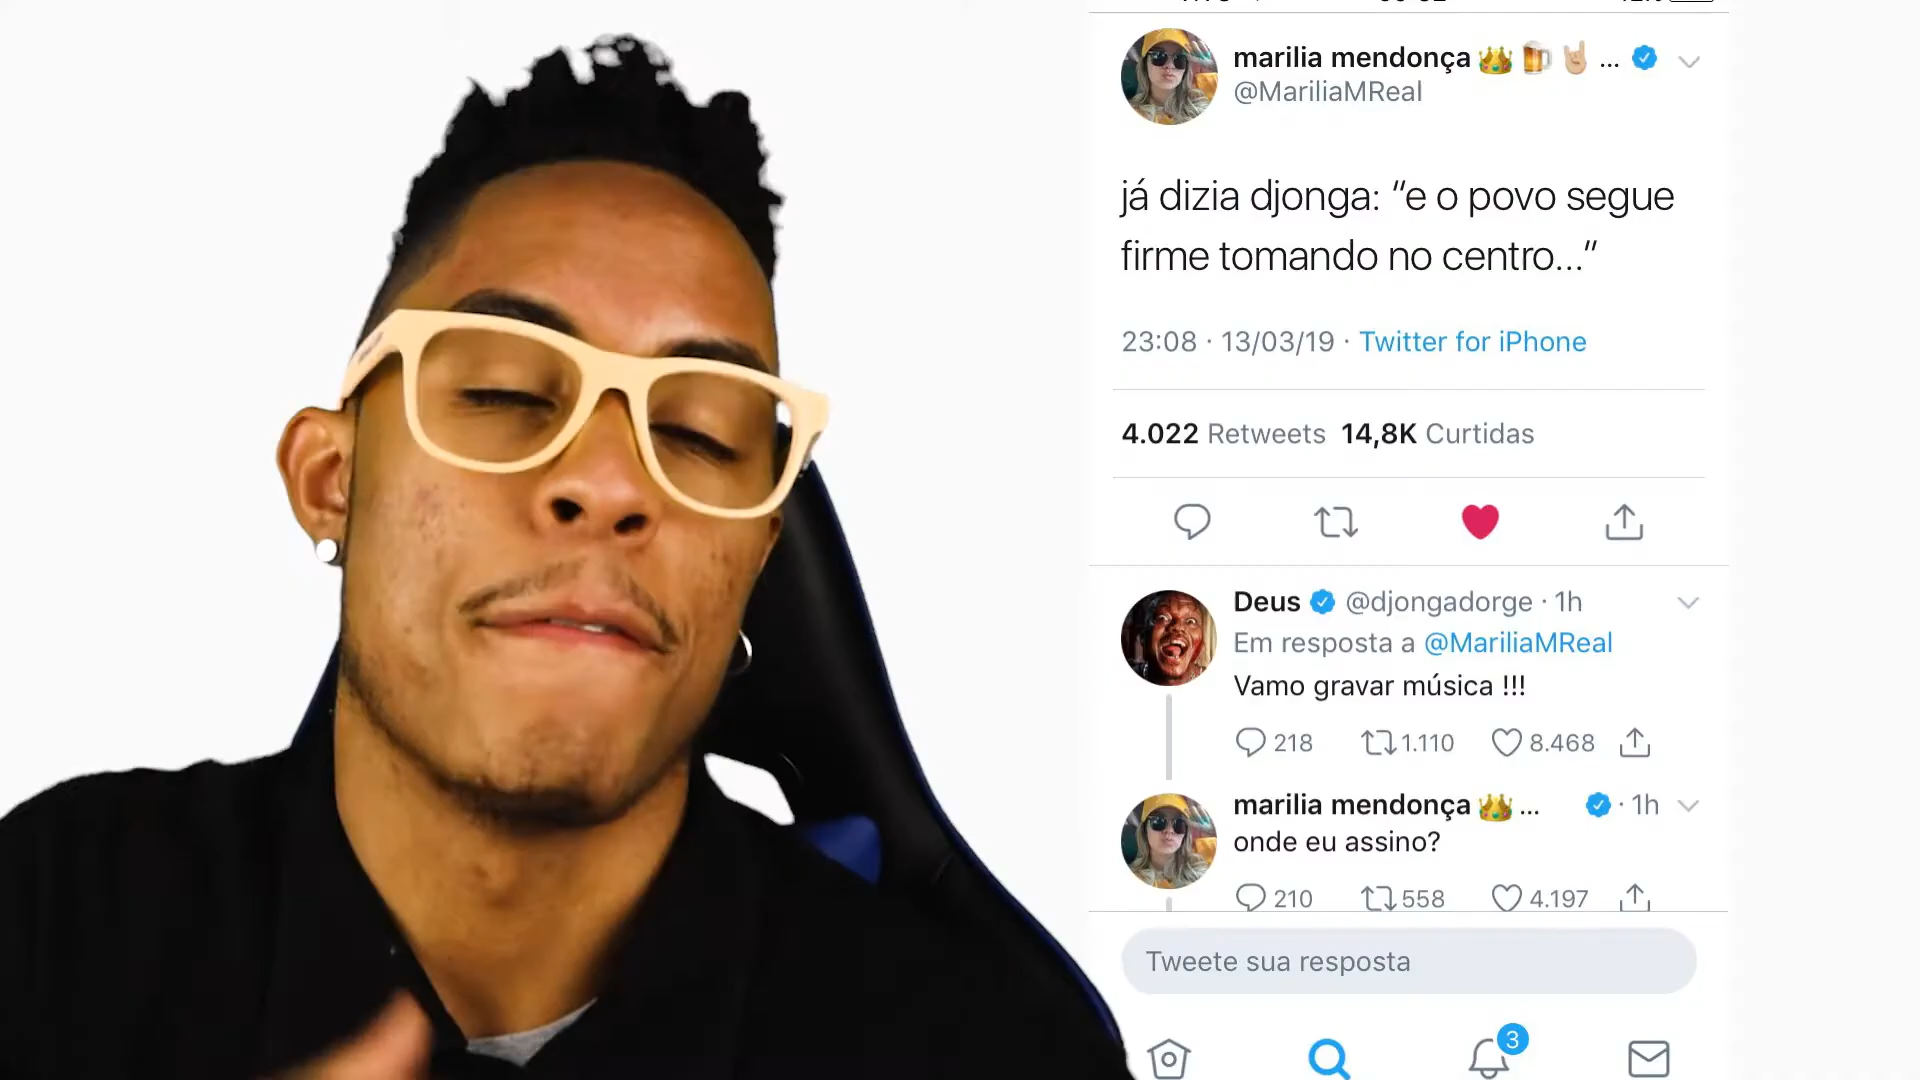 marilia mendonça 👑🍺🤘🏼 ...
@MariliaMReal
já dizia djonga: “e o povo segue
firme tomando no centro...”
23:08 · 13/03/19 · Twitter for iPhone
4.022 Retweets 14,8K Curtidas
Deus @djongadorge · 1h
Em resposta a @MariliaMReal
Vamo gravar música !!!
218 1.110 8.468
marilia mendonça 👑 ... · 1h
onde eu assino?
210 558 4.197
Tweete sua resposta
3